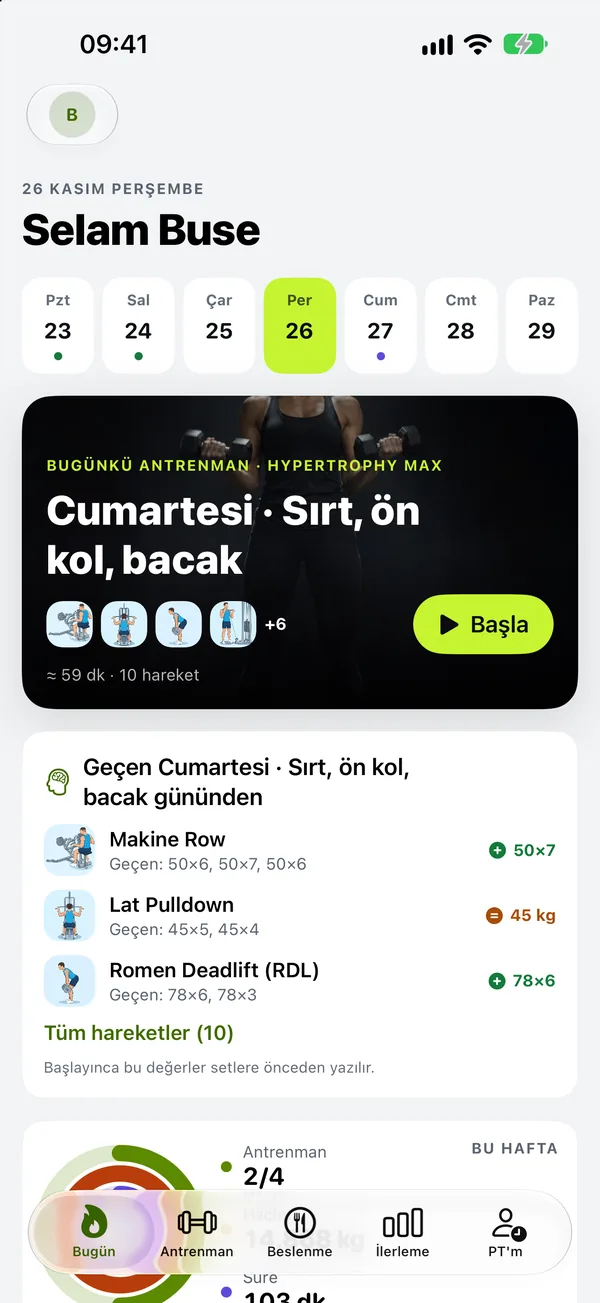 09:41
B
26 KASIM PERŞEMBE
Selam Buse
Pzt Sal Çar Per Cum Cmt Paz
23 24 25 26 27 28 29
BUGÜNKÜ ANTRENMAN · HYPERTROPHY MAX
Cumartesi · Sırt, ön
kol, bacak
+6
Başla
≈ 59 dk · 10 hareket
Geçen Cumartesi · Sırt, ön kol,
bacak gününden
Makine Row
Geçen: 50×6, 50×7, 50×6
50×7
Lat Pulldown
Geçen: 45×5, 45×4
45 kg
Romen Deadlift (RDL)
Geçen: 78×6, 78×3
78×6
Tüm hareketler (10)
Başlayınca bu değerler setlere önceden yazılır.
BU HAFTA
Antrenman
2/4
Bugün Antrenman Beslenme İlerleme PT'm
Süre
103 dk